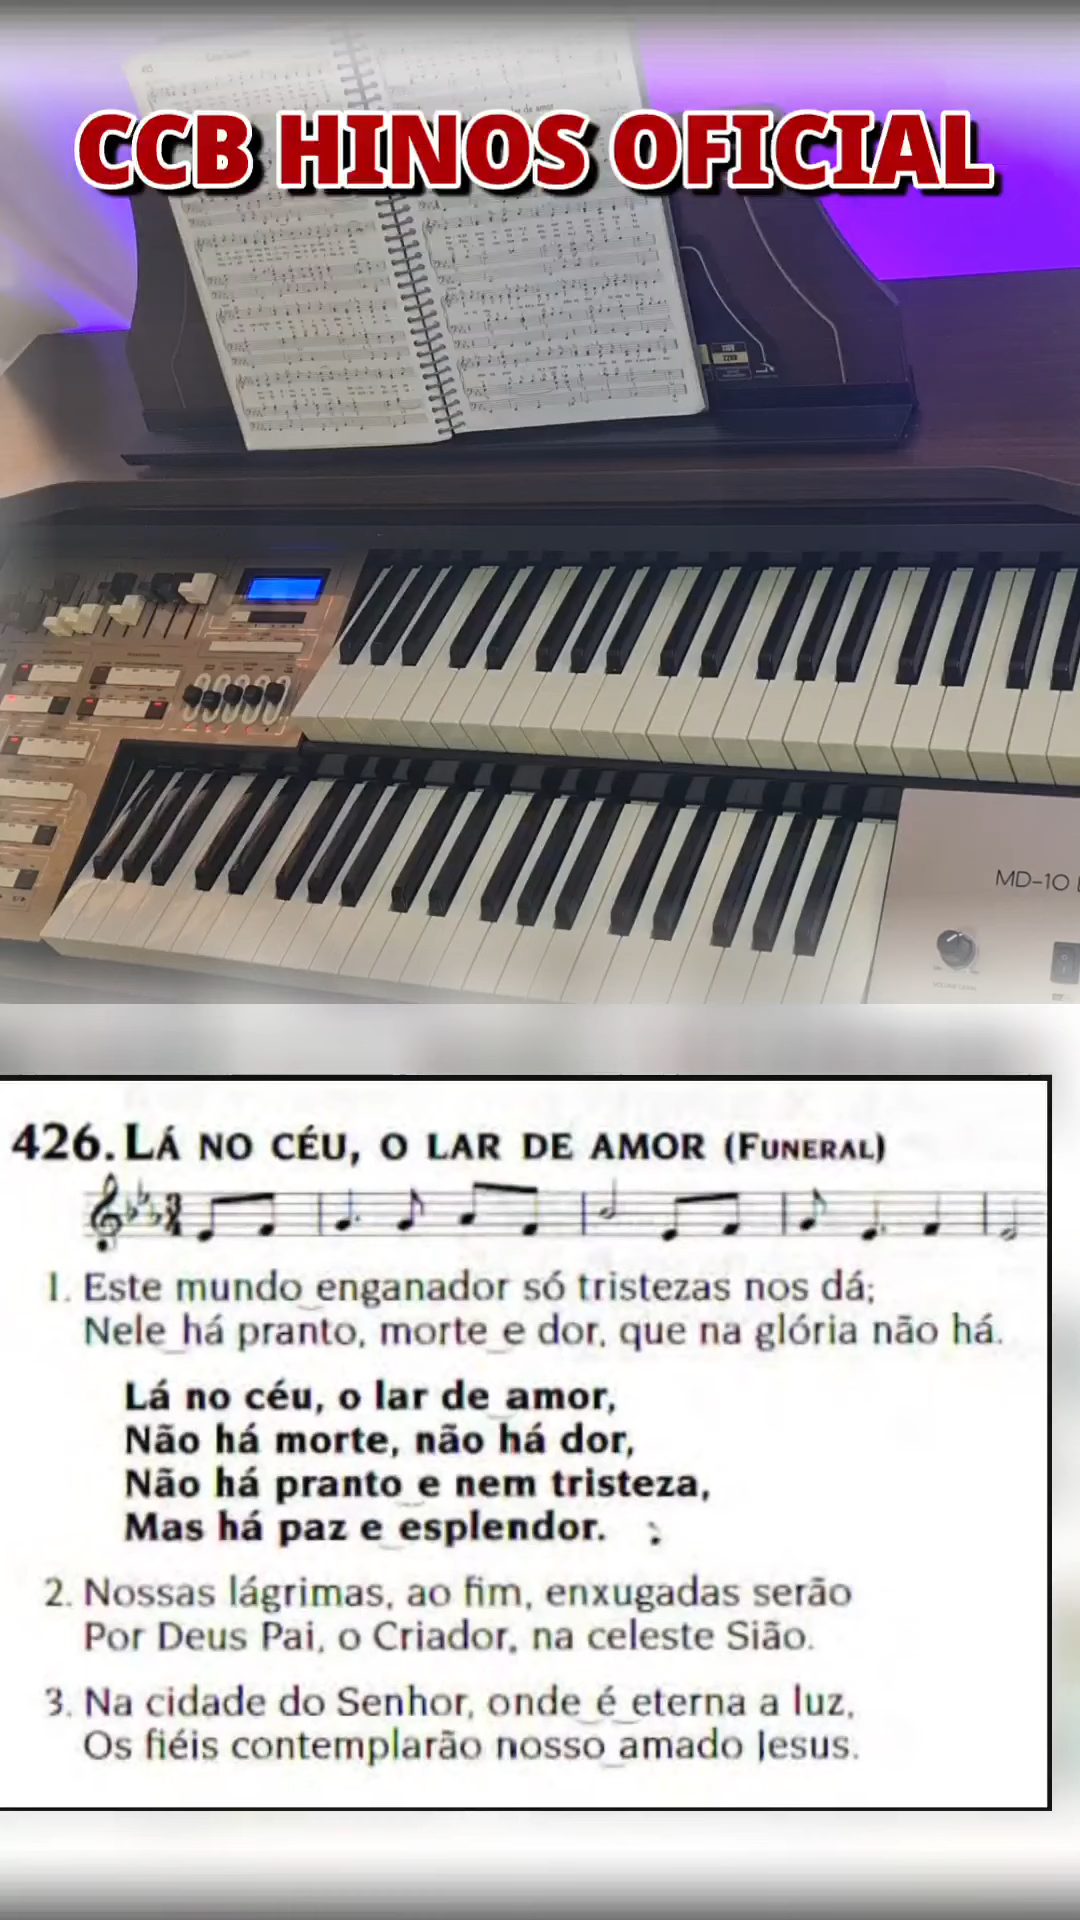 CCB HINOS OFICIAL
MD-10
426. LÁ NO CÉU, O LAR DE AMOR (FUNERAL)
1. Este mundo enganador só tristezas nos dá;
Nele há pranto, morte e dor, que na glória não há.
Lá no céu, o lar de amor,
Não há morte, não há dor,
Não há pranto e nem tristeza,
Mas há paz e esplendor.
2. Nossas lágrimas, ao fim, enxugadas serão
Por Deus Pai, o Criador, na celeste Sião.
3. Na cidade do Senhor, onde é eterna a luz,
Os fiéis contemplarão nosso amado Jesus.